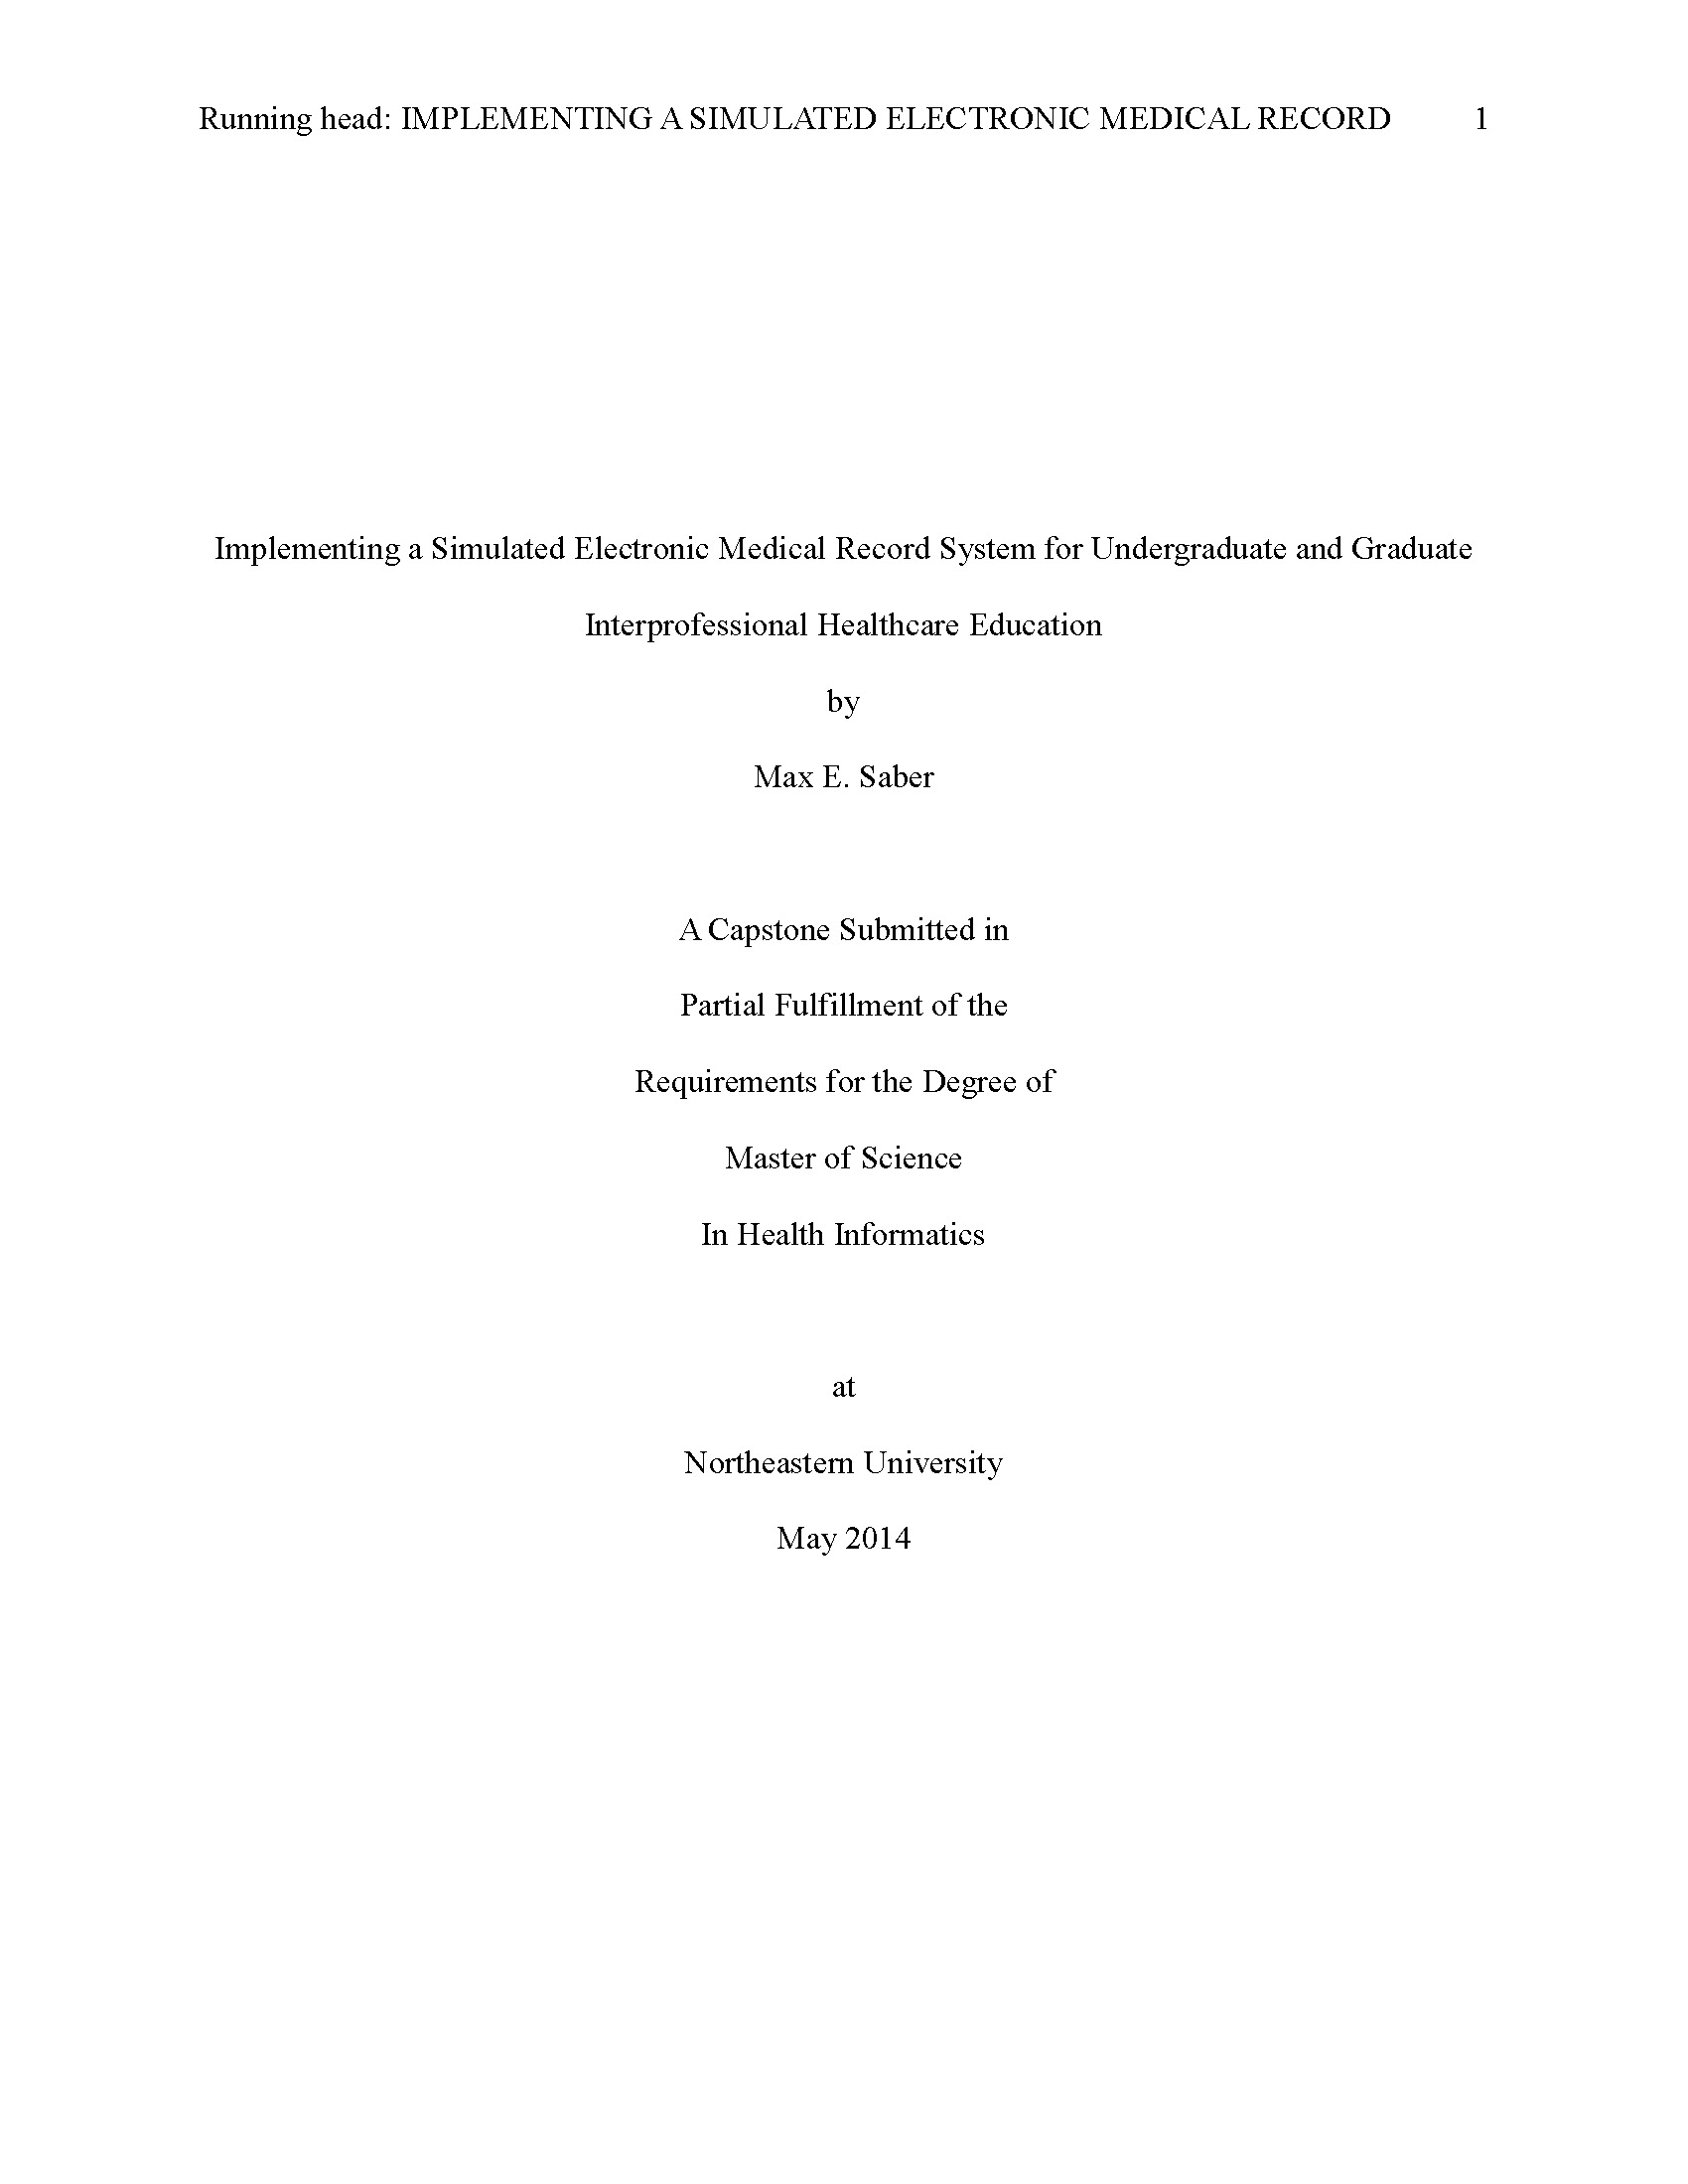 Running head: IMPLEMENTING A SIMULATED ELECTRONIC MEDICAL RECORD 1
Implementing a Simulated Electronic Medical Record System for Undergraduate and Graduate
Interprofessional Healthcare Education
by
Max E. Saber
A Capstone Submitted in
Partial Fulfillment of the
Requirements for the Degree of
Master of Science
In Health Informatics
at
Northeastern University
May 2014